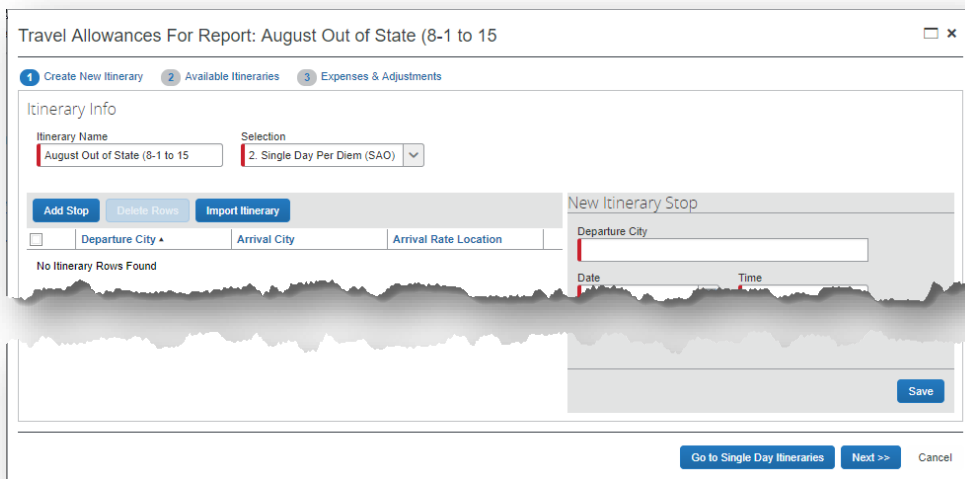 Travel Allowances For Report: August Out of State (8-1 to 15
1 Create New Itinerary 2 Available Itineraries 3 Expenses & Adjustments
Itinerary Info
Itinerary Name Selection
August Out of State (8-1 to 15 2. Single Day Per Diem (SAO)
Add Stop Delete Rows Import Itinerary
Departure City Arrival City Arrival Rate Location
No Itinerary Rows Found
New Itinerary Stop
Departure City
Date Time
Save
Go to Single Day Itineraries Next >> Cancel